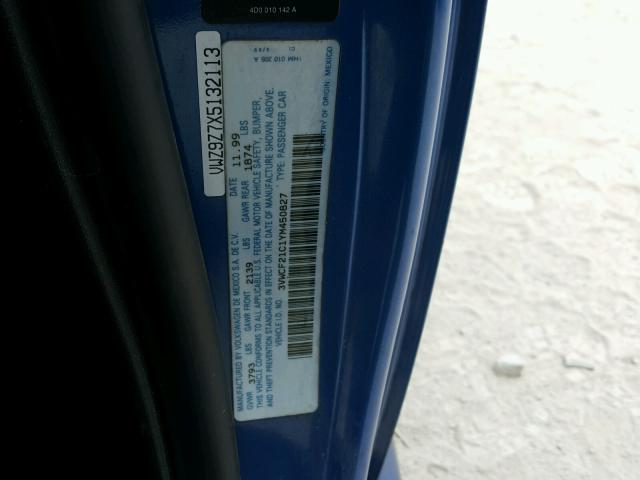 4D0 010 142 A
VWZ9Z7X5132113
MANUFACTURED BY VOLKSWAGEN DE MEXICO S.A. DE C.V. DATE 11.99
GVWR 3793 LBS GAWR FRONT 2139 LBS GAWR REAR 1874 LBS
THIS VEHICLE CONFORMS TO ALL APPLICABLE U.S. FEDERAL MOTOR VEHICLE SAFETY, BUMPER,
AND THEFT PREVENTION STANDARDS IN EFFECT ON THE DATE OF MANUFACTURE SHOWN ABOVE.
VEHICLE I.D. NO. 3VWCF21C1YM450827 TYPE: PASSENGER CAR
1HM 010 205 A
COUNTRY OF ORIGIN: MEXICO